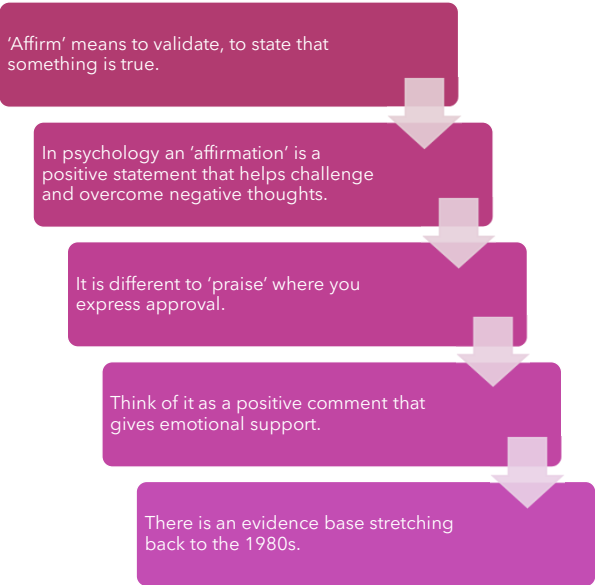 ‘Affirm’ means to validate, to state that
something is true.
In psychology an ‘affirmation’ is a
positive statement that helps challenge
and overcome negative thoughts.
It is different to ‘praise’ where you
express approval.
Think of it as a positive comment that
gives emotional support.
There is an evidence base stretching
back to the 1980s.